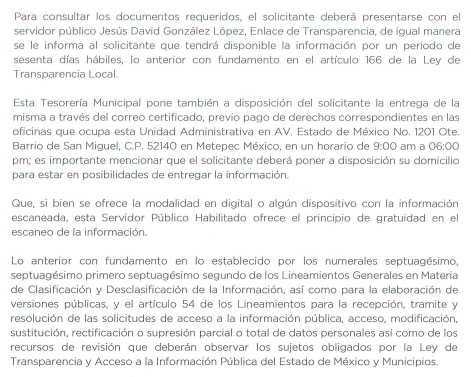 Para consultar los documentos requeridos, el solicitante deberá presentarse con el
servidor público Jesús David González López, Enlace de Transparencia, de igual manera
se le informa al solicitante que tendrá disponible la información por un periodo de
sesenta días hábiles, lo anterior con fundamento en el artículo 166 de la Ley de
Transparencia Local.
Esta Tesorería Municipal pone también a disposición del solicitante la entrega de la
misma a través del correo certificado, previo pago de derechos correspondientes en las
oficinas que ocupa esta Unidad Administrativa en AV. Estado de México No. 1201 Ote.
Barrio de San Miguel, C.P. 52140 en Metepec México, en un horario de 9:00 am a 06:00
pm; es importante mencionar que el solicitante deberá poner a disposición su domicilio
para estar en posibilidades de entregar la información.
Que, si bien se ofrece la modalidad en digital o algún dispositivo con la información
escaneada, esta Servidor Público Habilitado ofrece el principio de gratuidad en el
escaneo de la información.
Lo anterior con fundamento en lo establecido por los numerales septuagésimo,
septuagésimo primero septuagésimo segundo de los Lineamientos Generales en Materia
de Clasificación y Desclasificación de la Información, así como para la elaboración de
versiones públicas, y el artículo 54 de los Lineamientos para la recepción, tramite y
resolución de las solicitudes de acceso a la información pública, acceso, modificación,
sustitución, rectificación o supresión parcial o total de datos personales así como de los
recursos de revisión que deberán observar los sujetos obligados por la Ley de
Transparencia y Acceso a la Información Pública del Estado de México y Municipios.